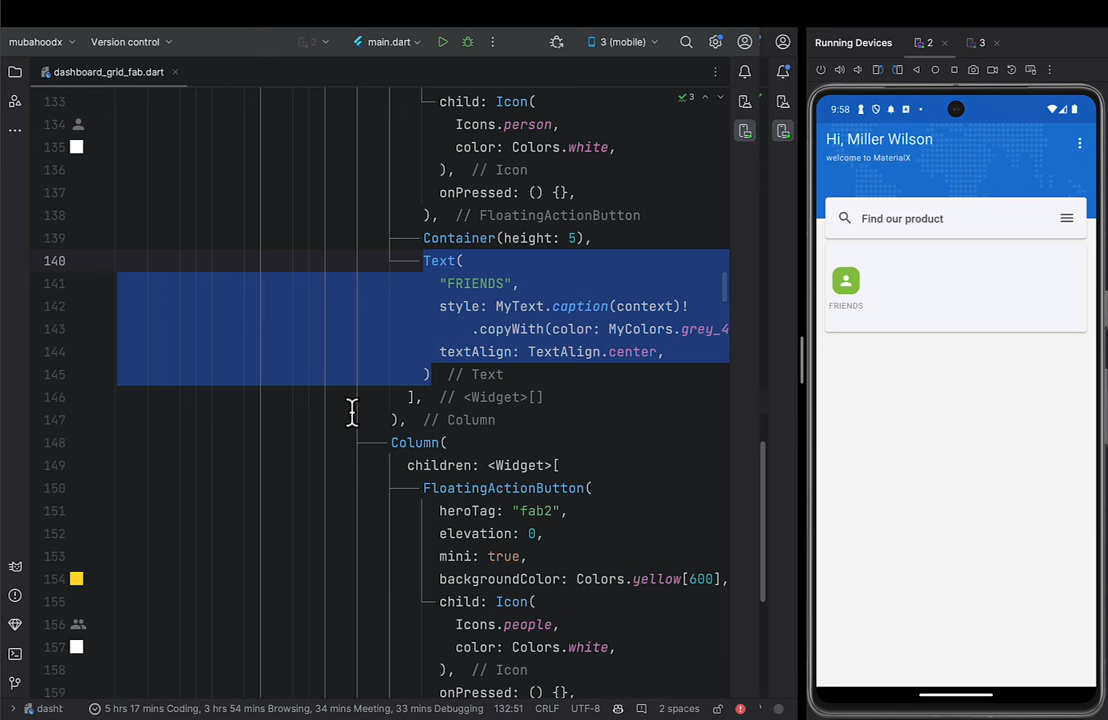 mubahoodx
Version control
2
main.dart
3 (mobile)
Running Devices
2
3
dashboard_grid_fab.dart
133
134
135
136
137
138
139
140
141
142
143
144
145
146
147
148
149
150
151
152
153
154
155
156
157
158
159
child: Icon(
Icons.person,
color: Colors.white,
), // Icon
onPressed: () {},
), // FloatingActionButton
Container(height: 5),
Text(
"FRIENDS",
style: MyText.caption(context)!
.copyWith(color: MyColors.grey_4
textAlign: TextAlign.center,
) // Text
], // <Widget>[]
), // Column
Column(
children: <Widget>[
FloatingActionButton(
heroTag: "fab2",
elevation: 0,
mini: true,
backgroundColor: Colors.yellow[600],
child: Icon(
Icons.people,
color: Colors.white,
), // Icon
onPressed: () {},
3
9:58
Hi, Miller Wilson
welcome to MaterialX
Find our product
FRIENDS
dasht
5 hrs 17 mins Coding, 3 hrs 54 mins Browsing, 34 mins Meeting, 33 mins Debugging
132:51
CRLF
UTF-8
2 spaces